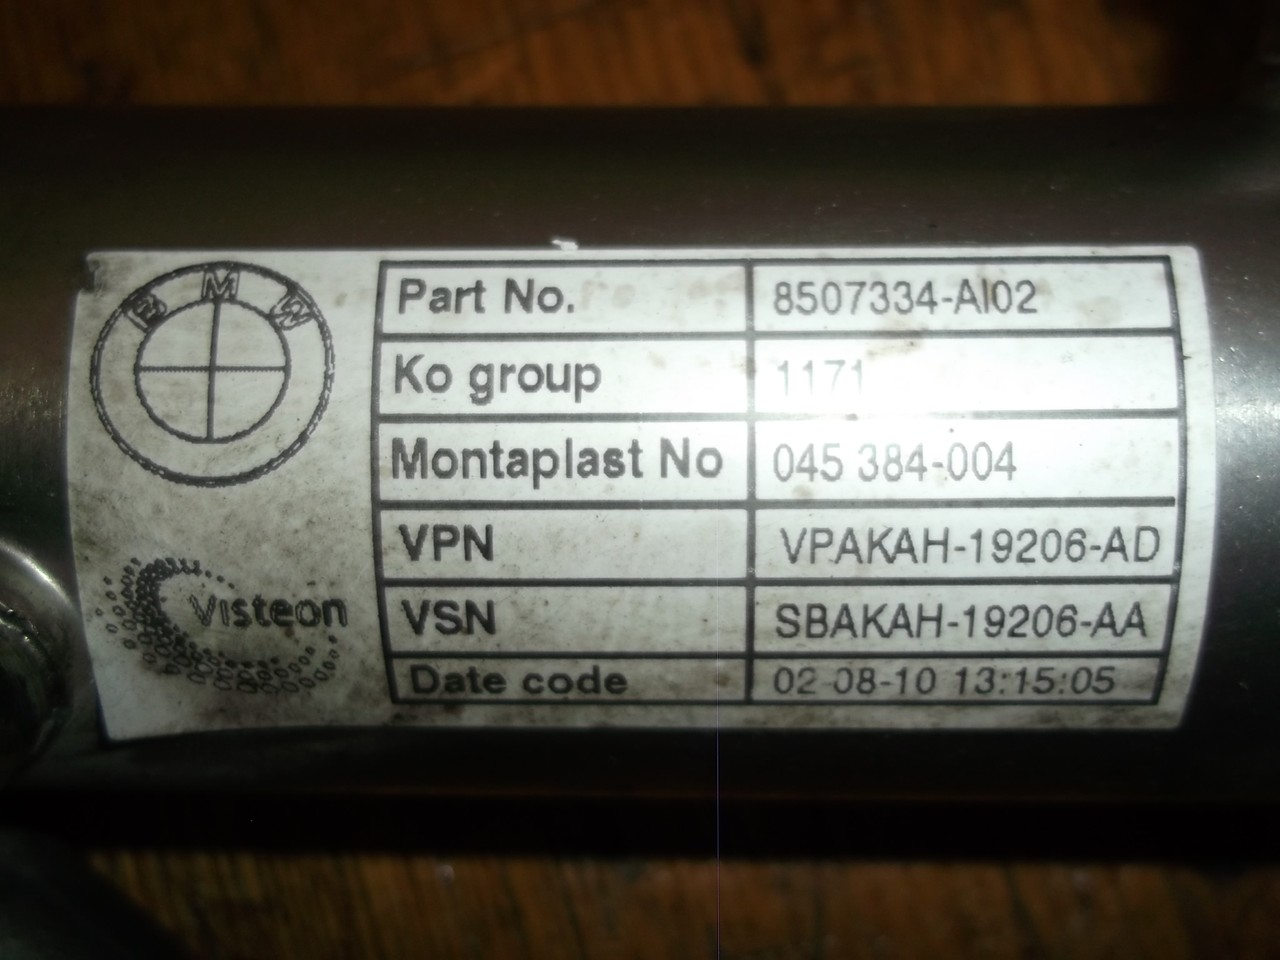 BMW
Visteon
Part No. 8507334-AI02
Ko group 1171
Montaplast No 045 384-004
VPN VPAKAH-19206-AD
VSN SBAKAH-19206-AA
Date code 02-08-10 13:15:05